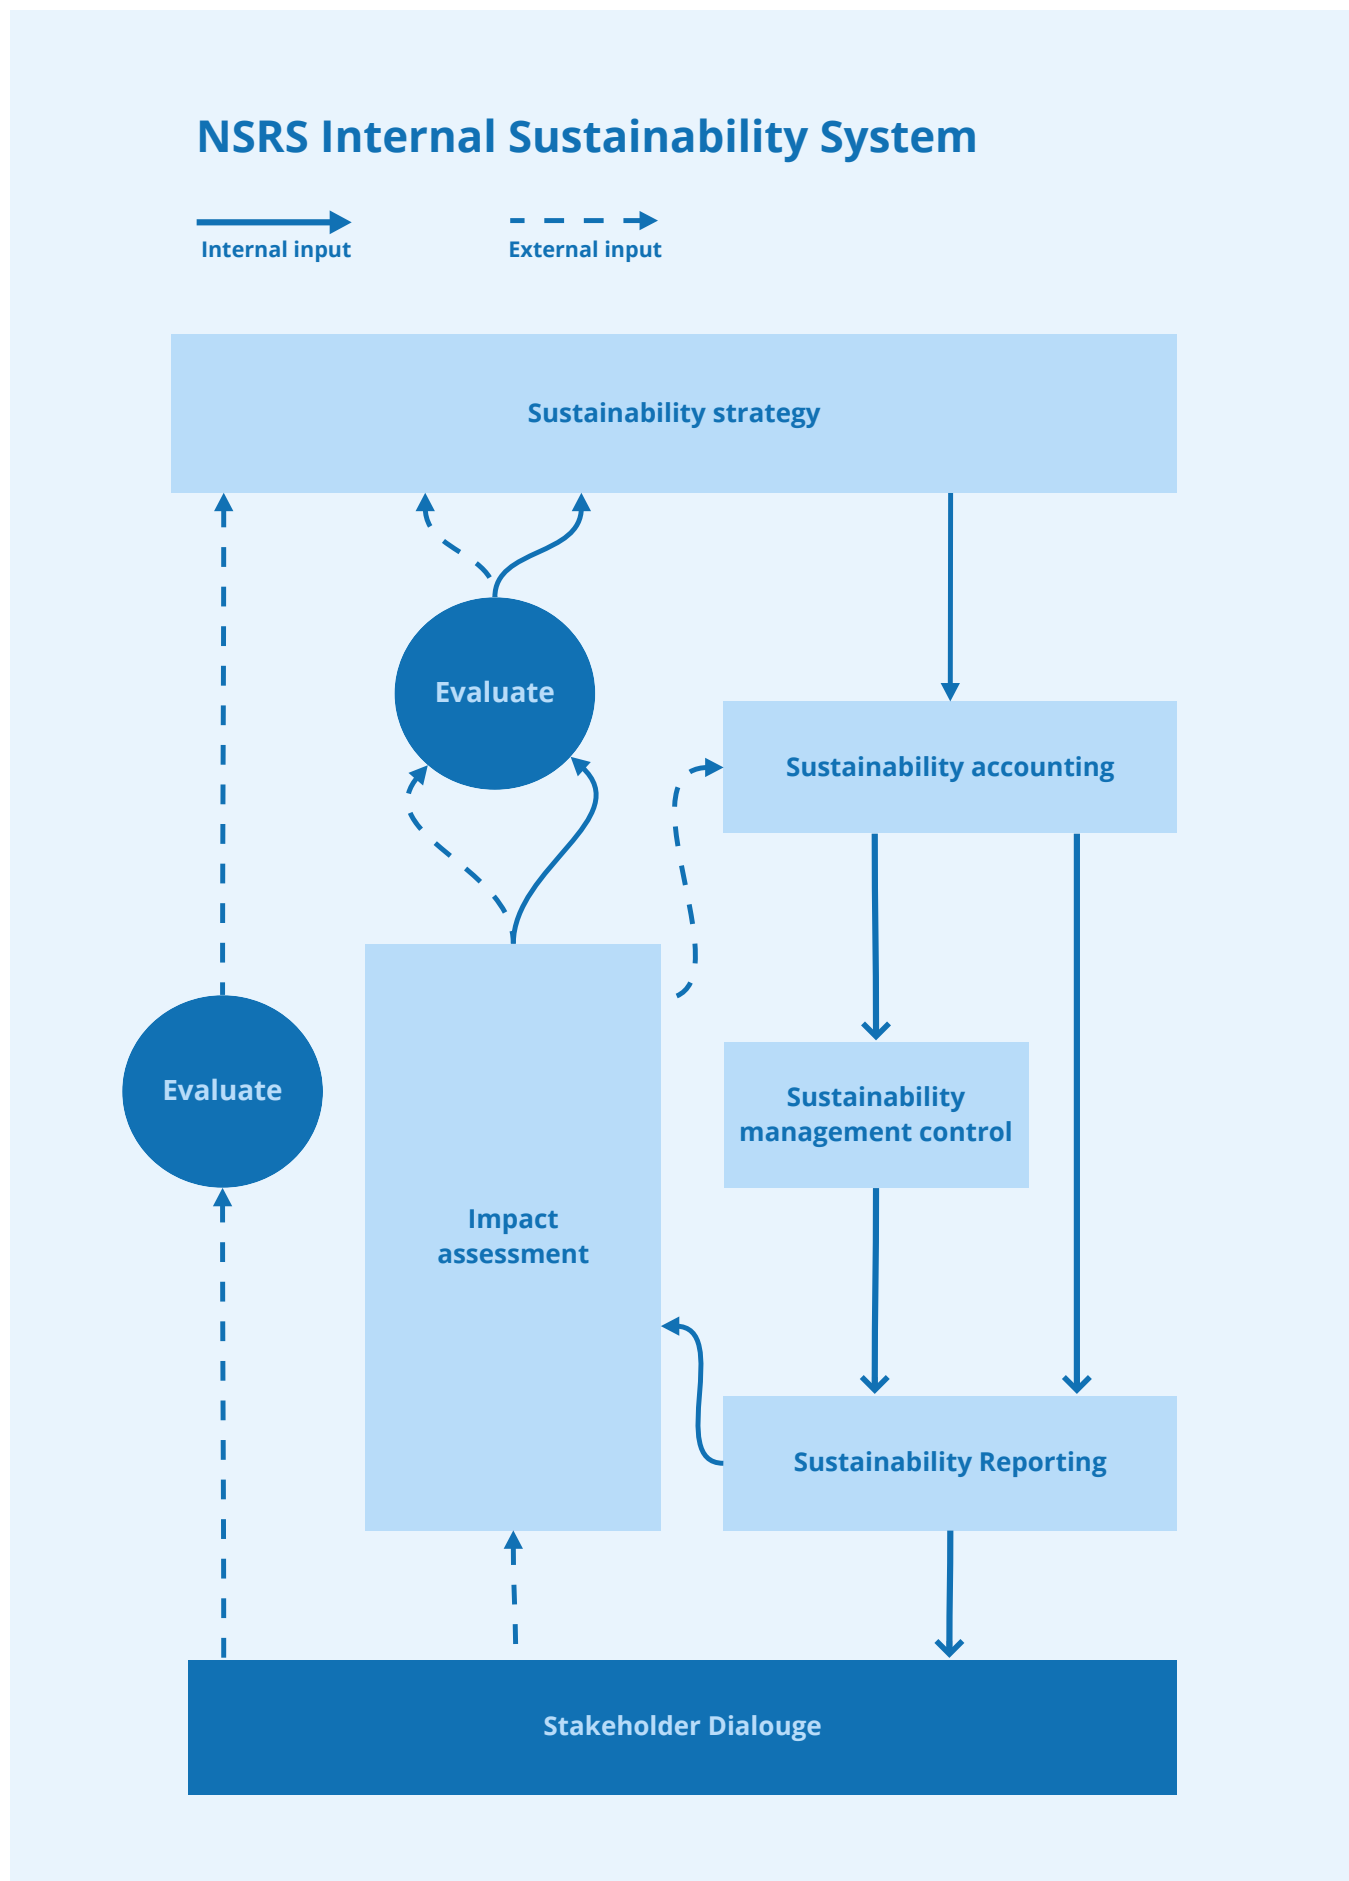 NSRS Internal Sustainability System
Internal input
External input
Sustainability strategy
Evaluate
Sustainability accounting
Evaluate
Sustainability
management control
Impact
assessment
Sustainability Reporting
Stakeholder Dialouge